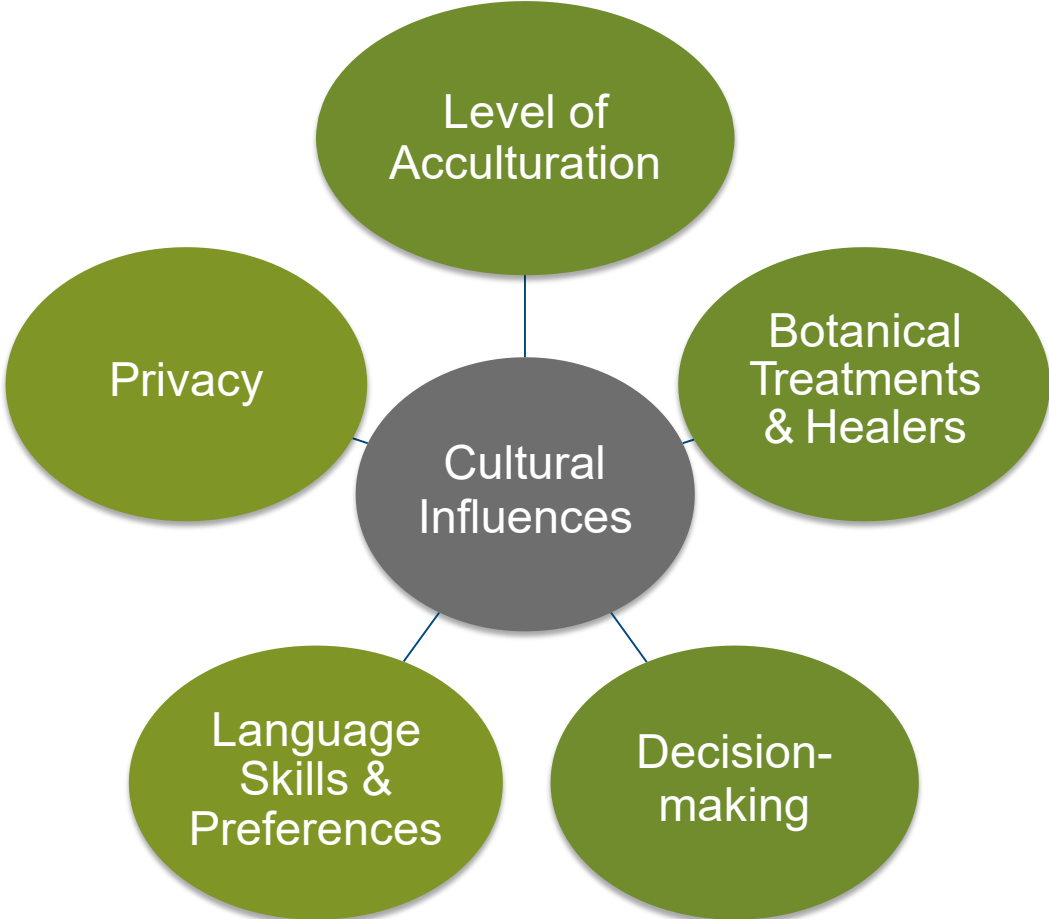 Level of
Acculturation
Privacy
Botanical
Treatments
& Healers
Cultural
Influences
Language
Skills &
Preferences
Decision-
making